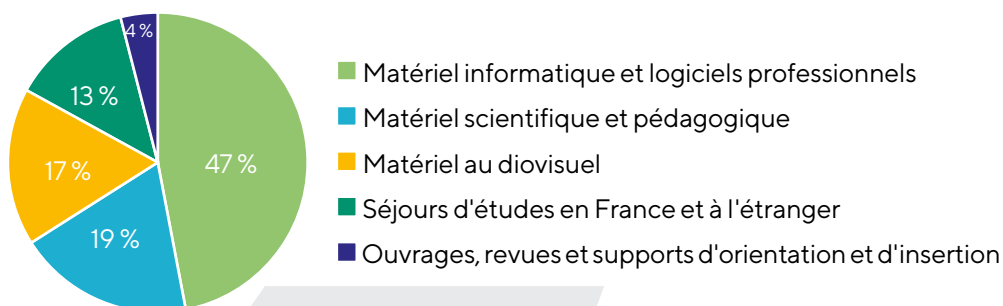 4 %
13 %
17 %
47 %
19 %
Matériel informatique et logiciels professionnels
Matériel scientifique et pédagogique
Matériel au diovisuel
Séjours d'études en France et à l'étranger
Ouvrages, revues et supports d'orientation et d'insertion